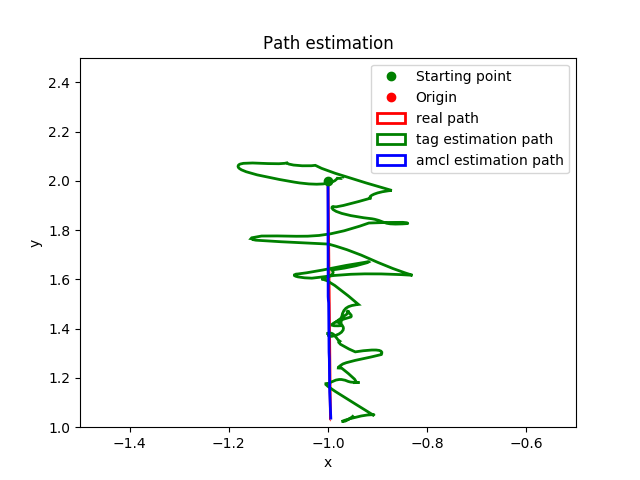 Path estimation
Starting point
Origin
real path
tag estimation path
amcl estimation path
2.4
2.2
2.0
1.8
1.6
1.4
1.2
1.0
y
−1.4
−1.2
−1.0
−0.8
−0.6
x